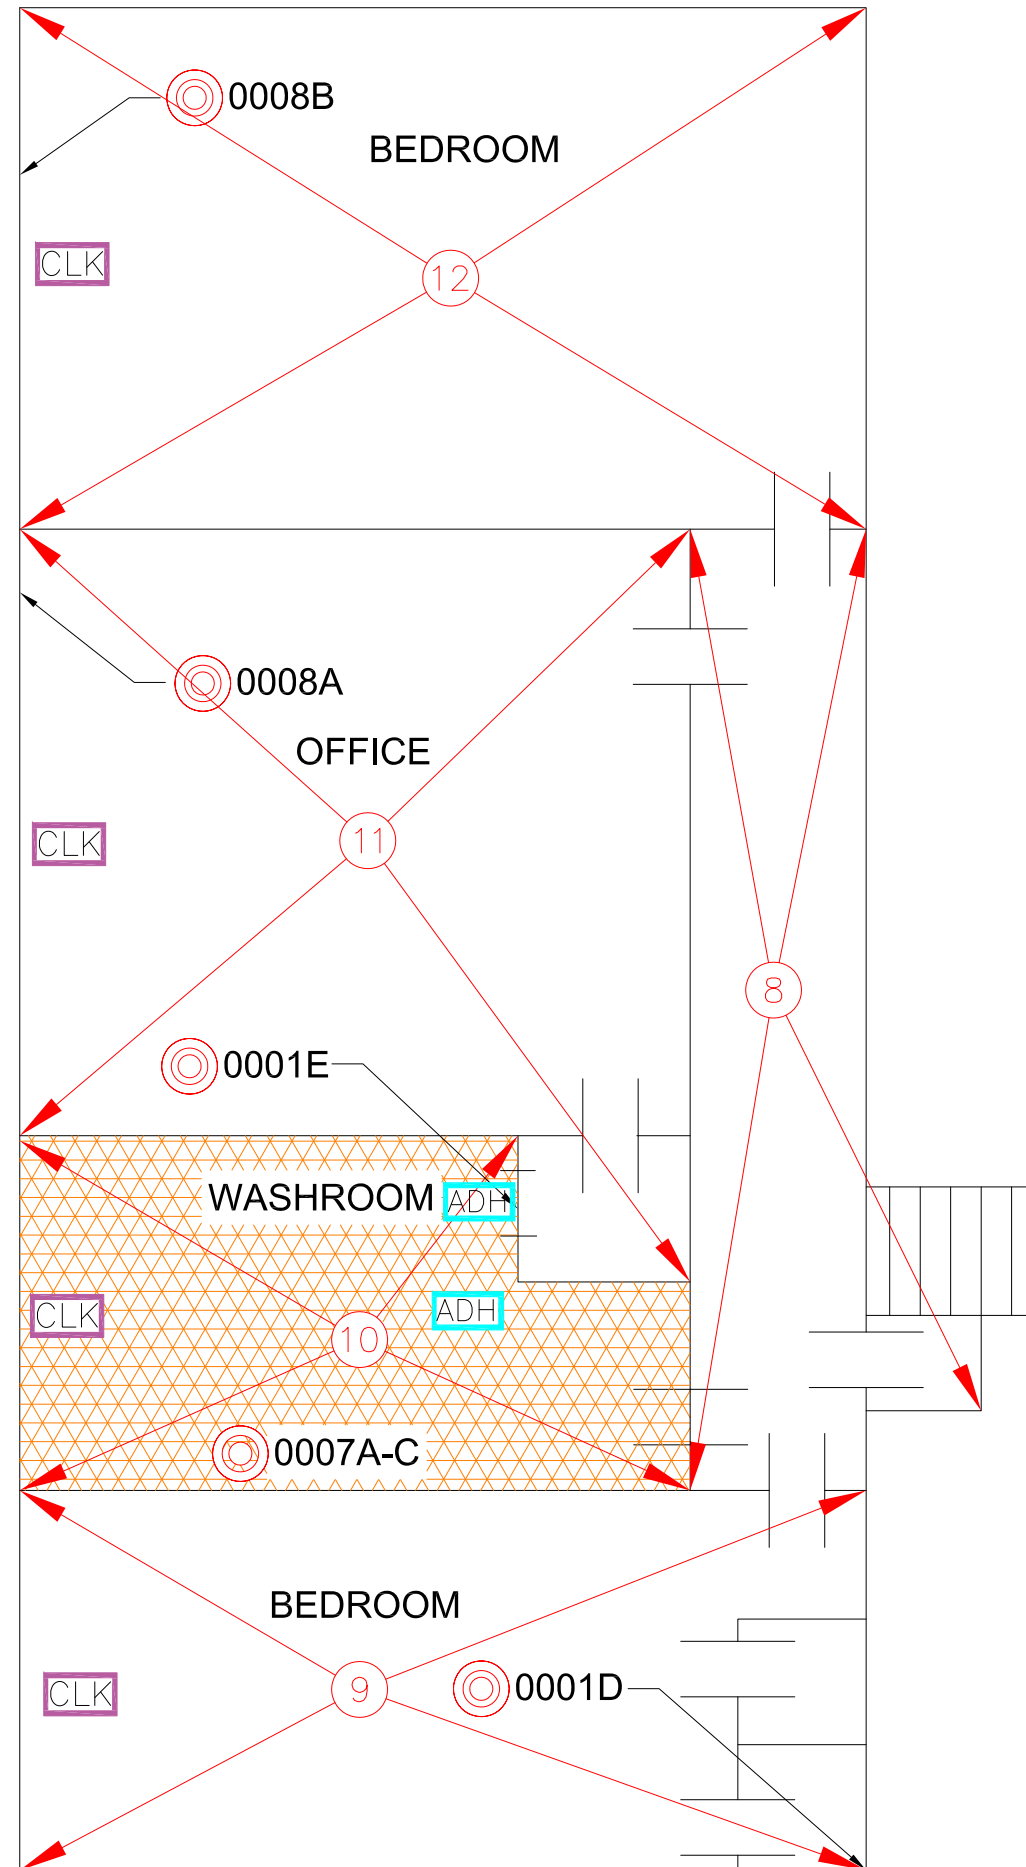 0008B
BEDROOM
CLK
12
0008A
OFFICE
CLK
11
8
0001E
WASHROOM
ADH
ADH
CLK
10
0007A-C
BEDROOM
CLK
9
0001D